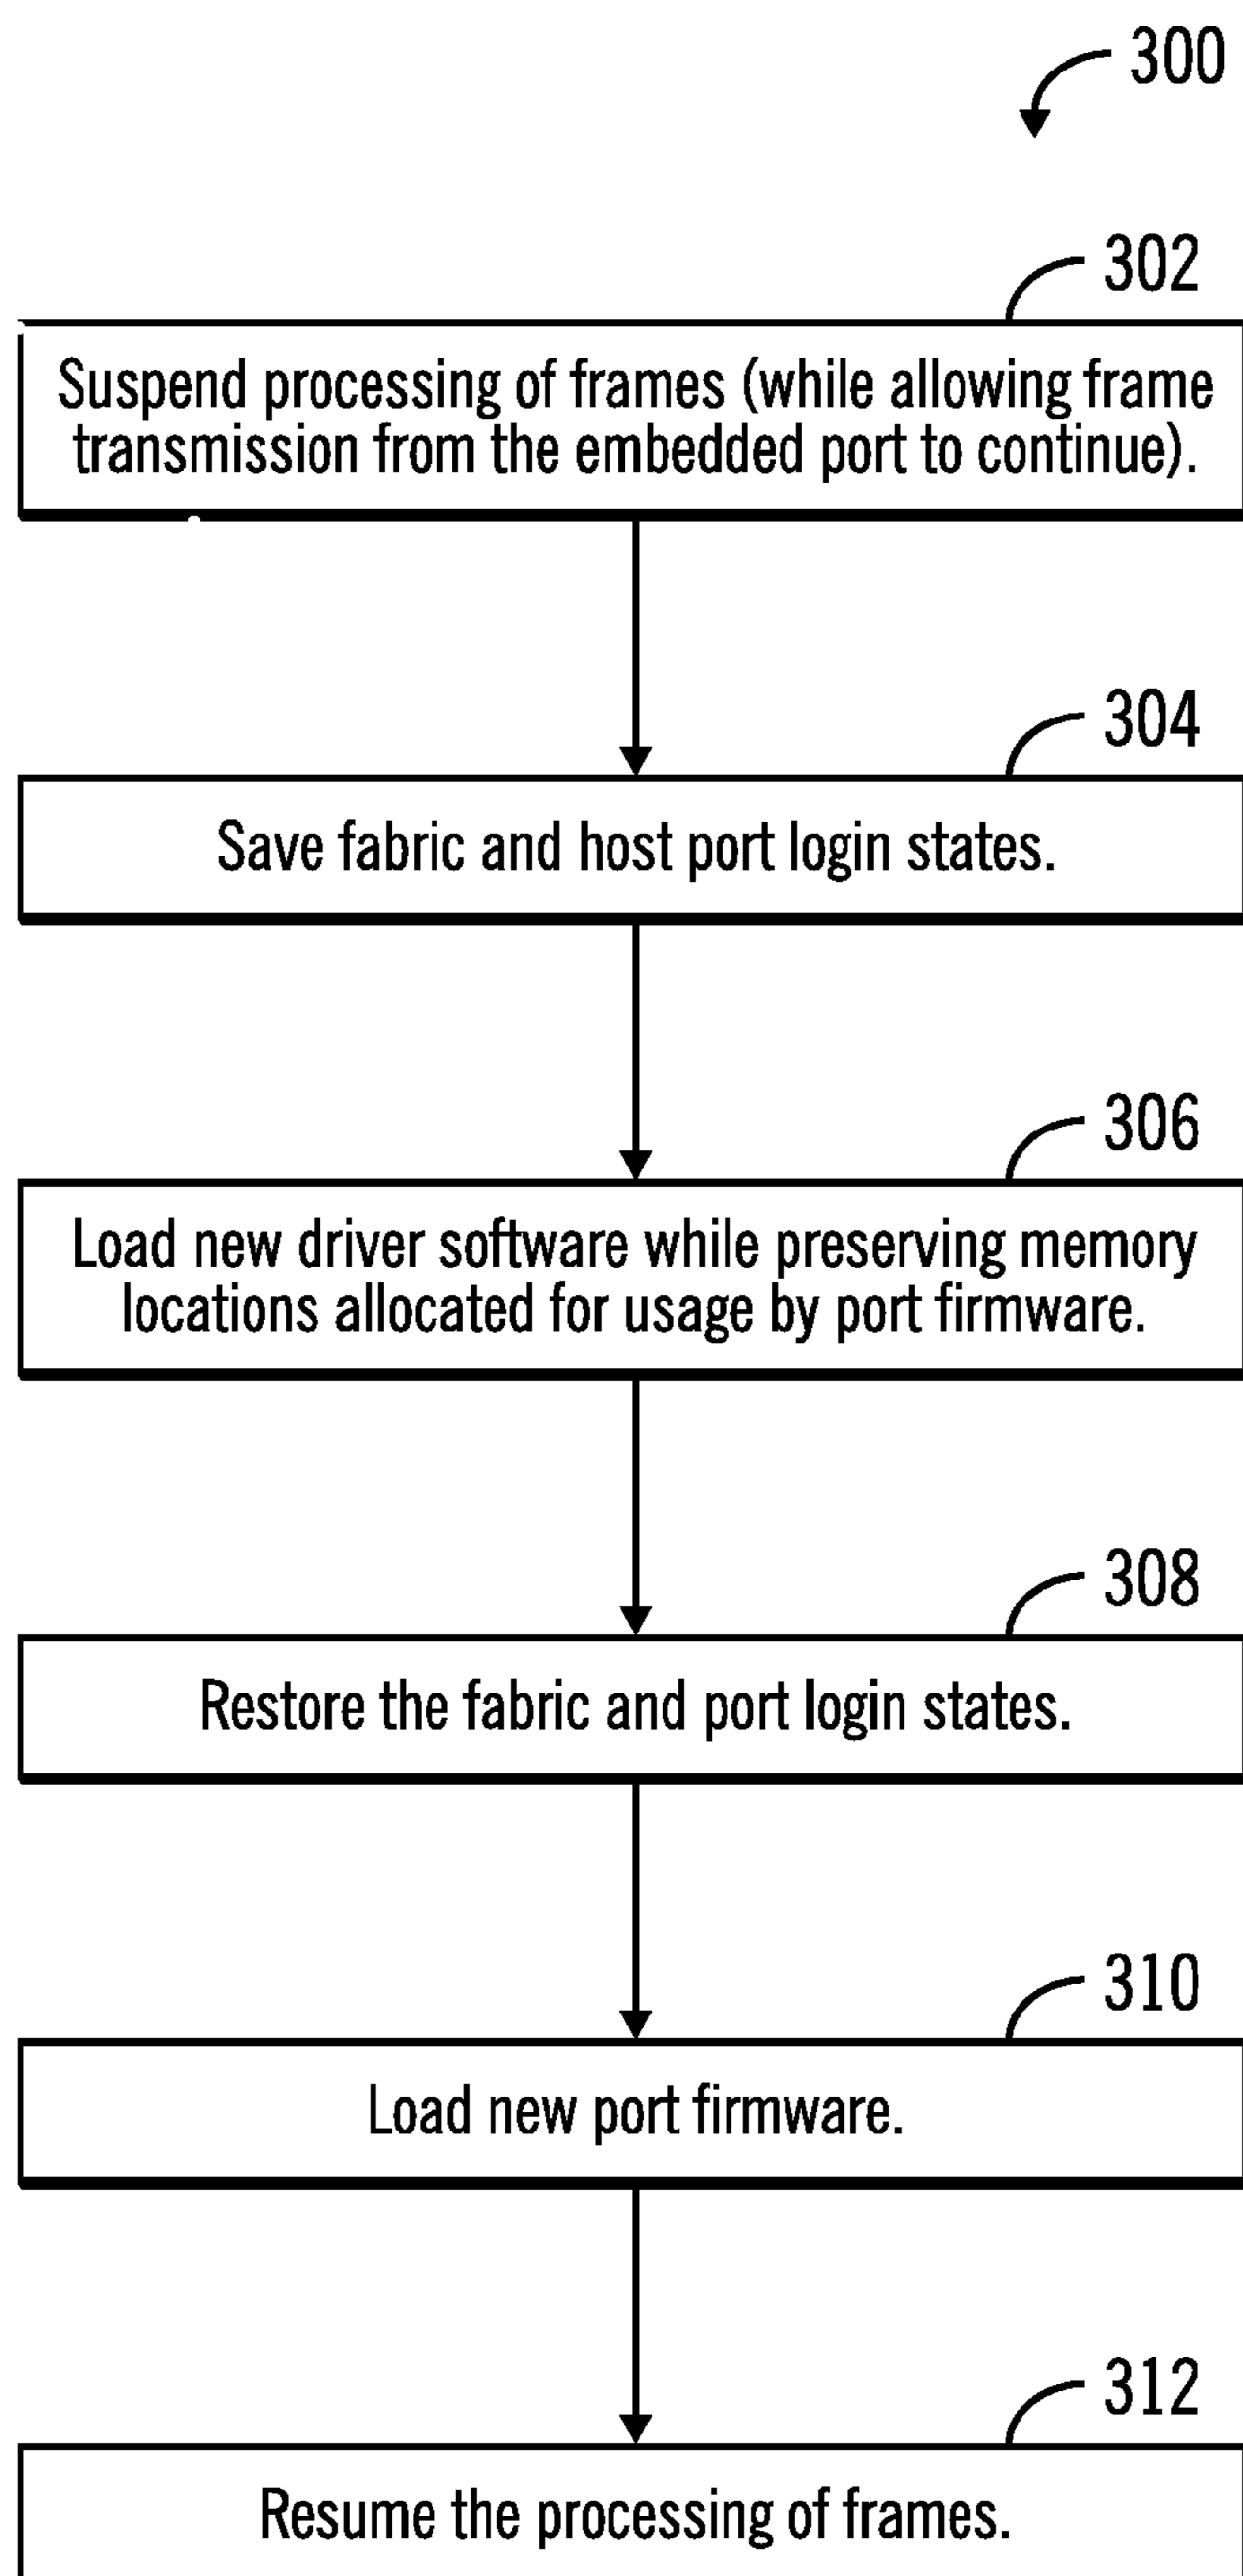 300
302
Suspend processing of frames (while allowing frame
transmission from the embedded port to continue).
304
Save fabric and host port login states.
306
Load new driver software while preserving memory
locations allocated for usage by port firmware.
308
Restore the fabric and port login states.
310
Load new port firmware.
312
Resume the processing of frames.